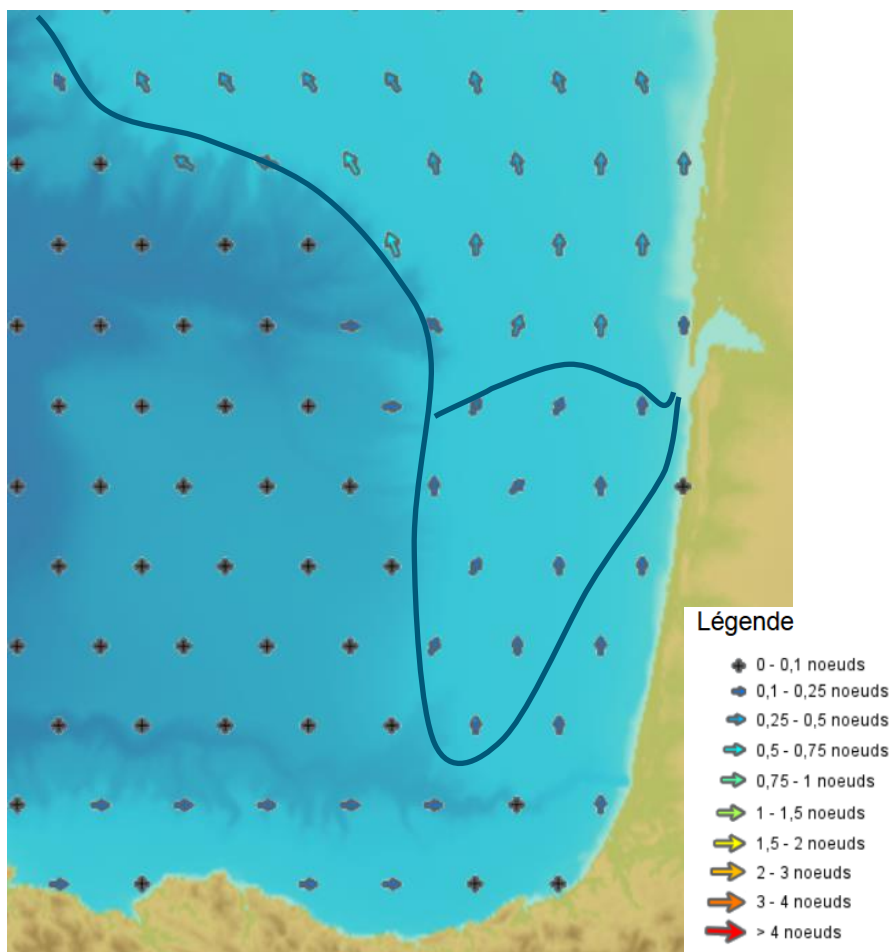 Légende
0 - 0,1 noeuds
0,1 - 0,25 noeuds
0,25 - 0,5 noeuds
0,5 - 0,75 noeuds
0,75 - 1 noeuds
1 - 1,5 noeuds
1,5 - 2 noeuds
2 - 3 noeuds
3 - 4 noeuds
> 4 noeuds